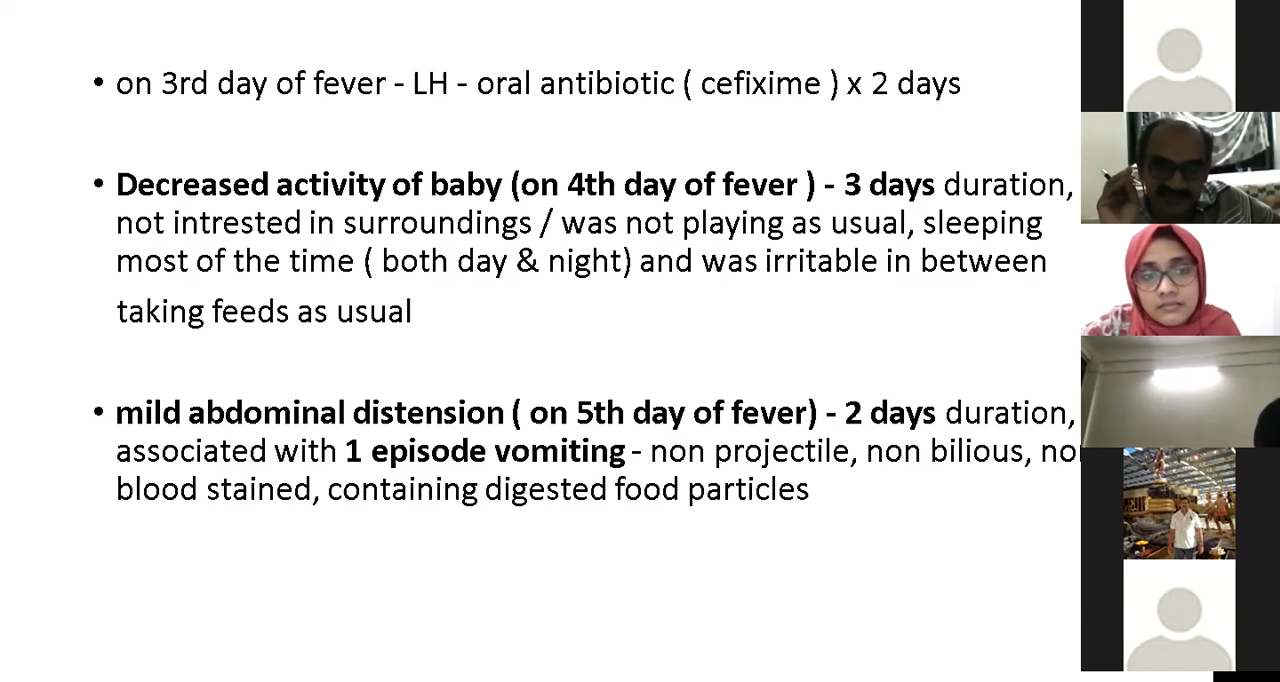 • on 3rd day of fever - LH - oral antibiotic ( cefixime ) x 2 days
• Decreased activity of baby (on 4th day of fever ) - 3 days duration,
not intrested in surroundings / was not playing as usual, sleeping
most of the time ( both day & night) and was irritable in between
taking feeds as usual
• mild abdominal distension ( on 5th day of fever) - 2 days duration,
associated with 1 episode vomiting - non projectile, non bilious,
blood stained, containing digested food particles